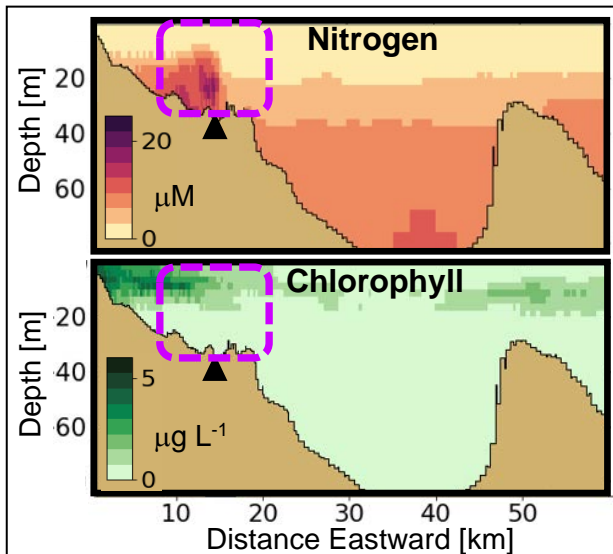 Nitrogen
Depth [m]
20
40
60
20
μM
0
Chlorophyll
Depth [m]
20
40
60
5
μg L-1
0
10 20 30 40 50
Distance Eastward [km]